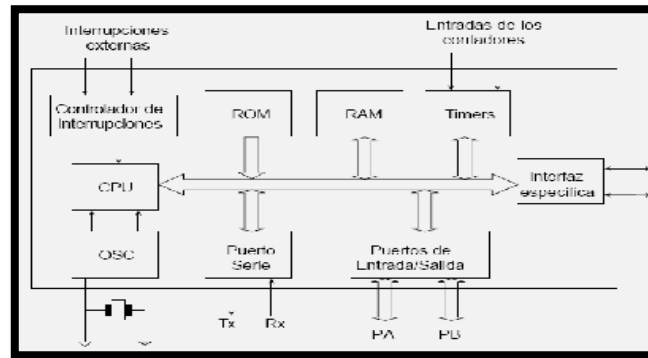 Interrupciones
externas
Entradas de los
contadores
Controlador de
Interrupciones
ROM
RAM
Timers
CPU
Interfaz
específica
OSC
Puerto
Serie
Puertos de
Entrada/Salida
Tx
Rx
PA
PB